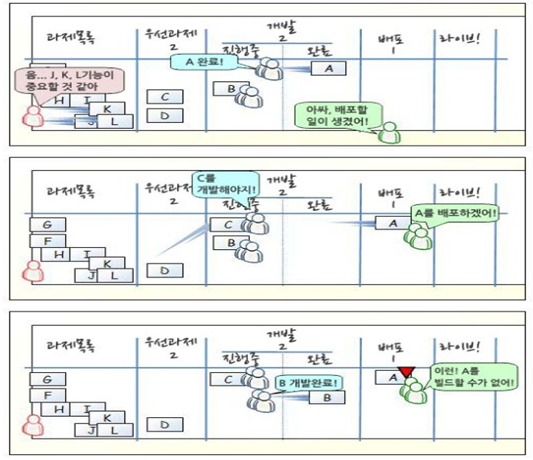 과제목록
우선과제
2
개발
2
진행중
완료
배포
1
라이브!
음... J, K, L기능이
중요할 것 같아
A 완료!
A
B
H
I
K
J
L
C
D
아싸, 배포할
일이 생겼어!
과제목록
우선과제
2
개발
2
진행중
완료
배포
1
라이브!
C를
개발해야지!
A를 배포하겠어!
G
F
H
I
K
J
L
D
C
B
A
과제목록
우선과제
2
개발
2
진행중
완료
배포
1
라이브!
G
F
H
I
K
J
L
D
C
B 개발완료!
B
A
이런! A를
빌드할 수가 없어!